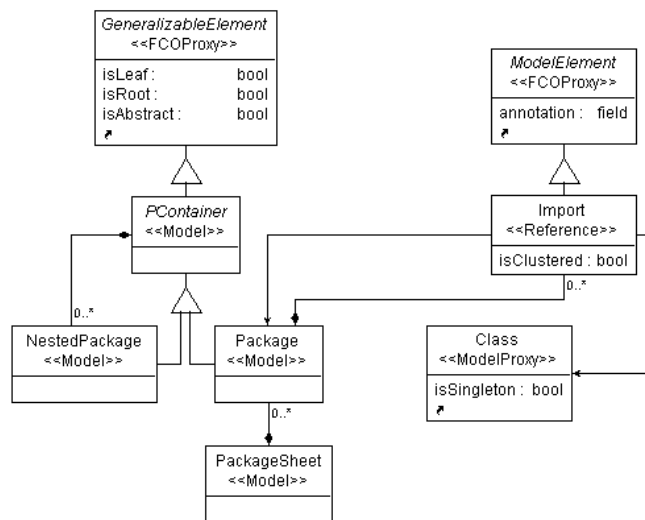 GeneralizableElement
<<FCOProxy>>
isLeaf : bool
isRoot : bool
isAbstract : bool
ModelElement
<<FCOProxy>>
annotation : field
PContainer
<<Model>>
Import
<<Reference>>
isClustered : bool
0..*
0..*
NestedPackage
<<Model>>
Package
<<Model>>
Class
<<ModelProxy>>
isSingleton : bool
0..*
PackageSheet
<<Model>>